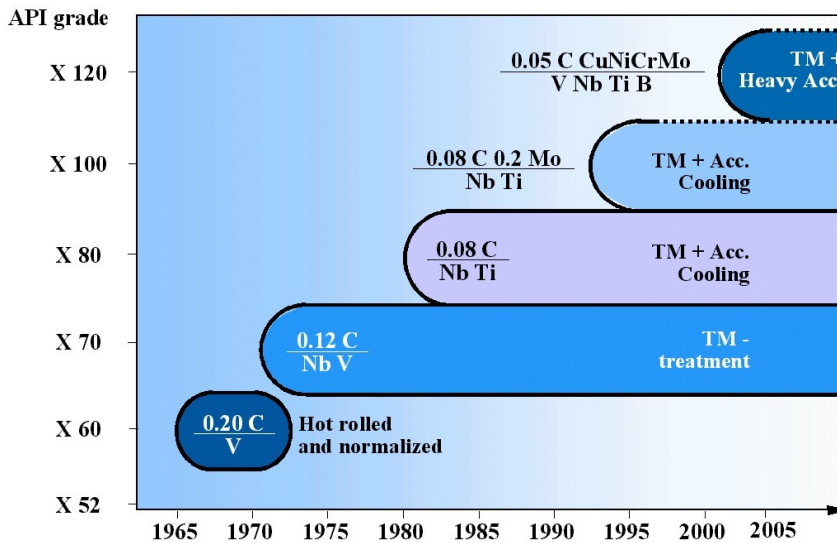 API grade
X 120
0.05 C CuNiCrMo
V Nb Ti B
TM +
Heavy Acc.
X 100
0.08 C 0.2 Mo
Nb Ti
TM + Acc.
Cooling
X 80
0.08 C
Nb Ti
TM + Acc.
Cooling
X 70
0.12 C
Nb V
TM -
treatment
X 60
0.20 C
V
Hot rolled
and normalized
X 52
1965 1970 1975 1980 1985 1990 1995 2000 2005